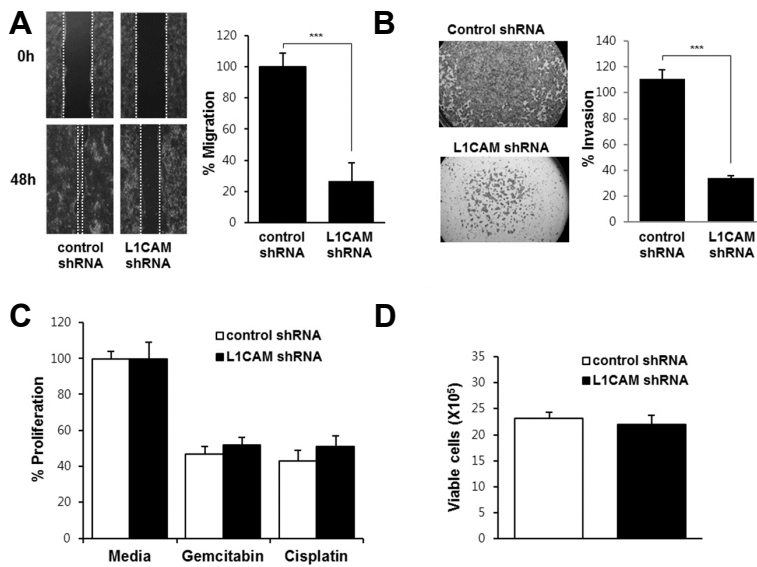 A
0h
48h
control
shRNA
L1CAM
shRNA
% Migration
120
100
80
60
40
20
0
***
control
shRNA
L1CAM
shRNA
B
Control shRNA
L1CAM shRNA
% Invasion
140
120
100
80
60
40
20
0
***
control
shRNA
L1CAM
shRNA
C
% Proliferation
120
100
80
60
40
20
0
control shRNA
L1CAM shRNA
Media
Gemcitabin
Cisplatin
D
Viable cells (X10⁵)
35
30
25
20
15
10
5
0
control shRNA
L1CAM shRNA